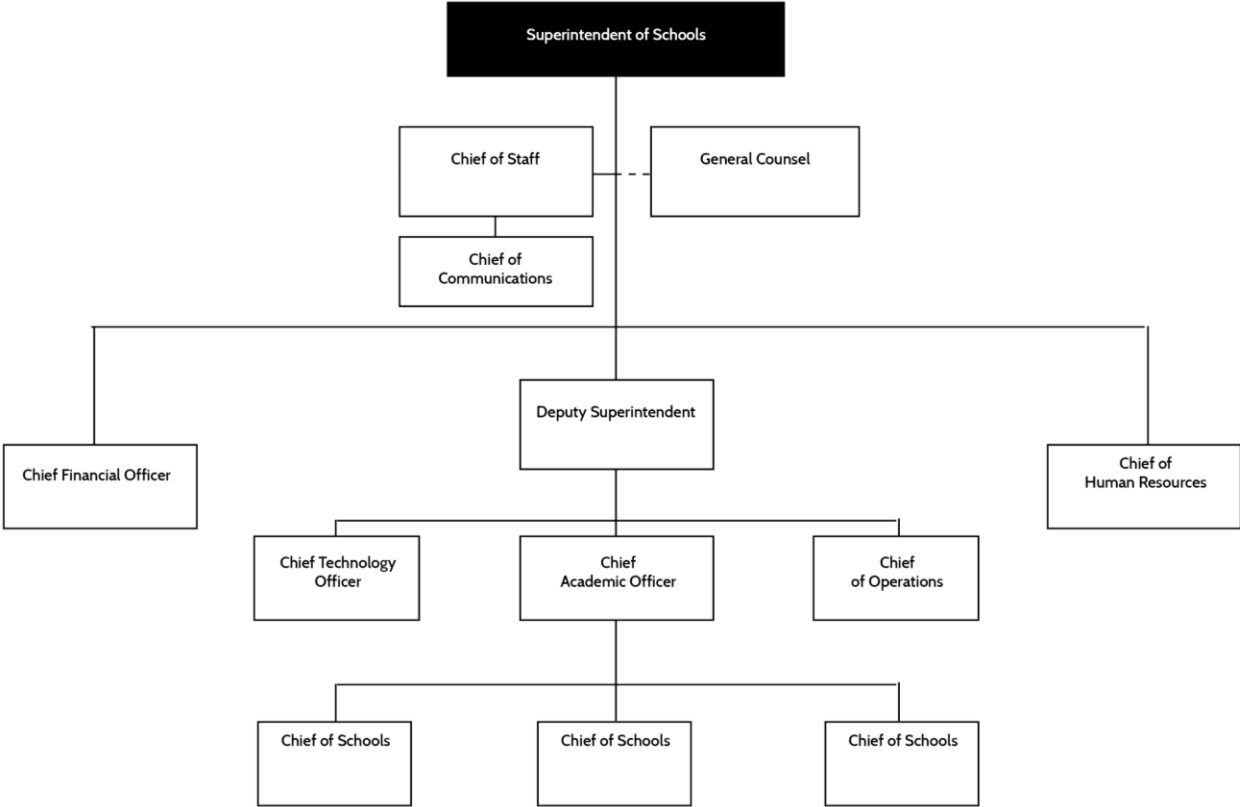 Superintendent of Schools
Chief of Staff
General Counsel
Chief of
Communications
Deputy Superintendent
Chief Financial Officer
Chief of
Human Resources
Chief Technology
Officer
Chief
Academic Officer
Chief
of Operations
Chief of Schools
Chief of Schools
Chief of Schools